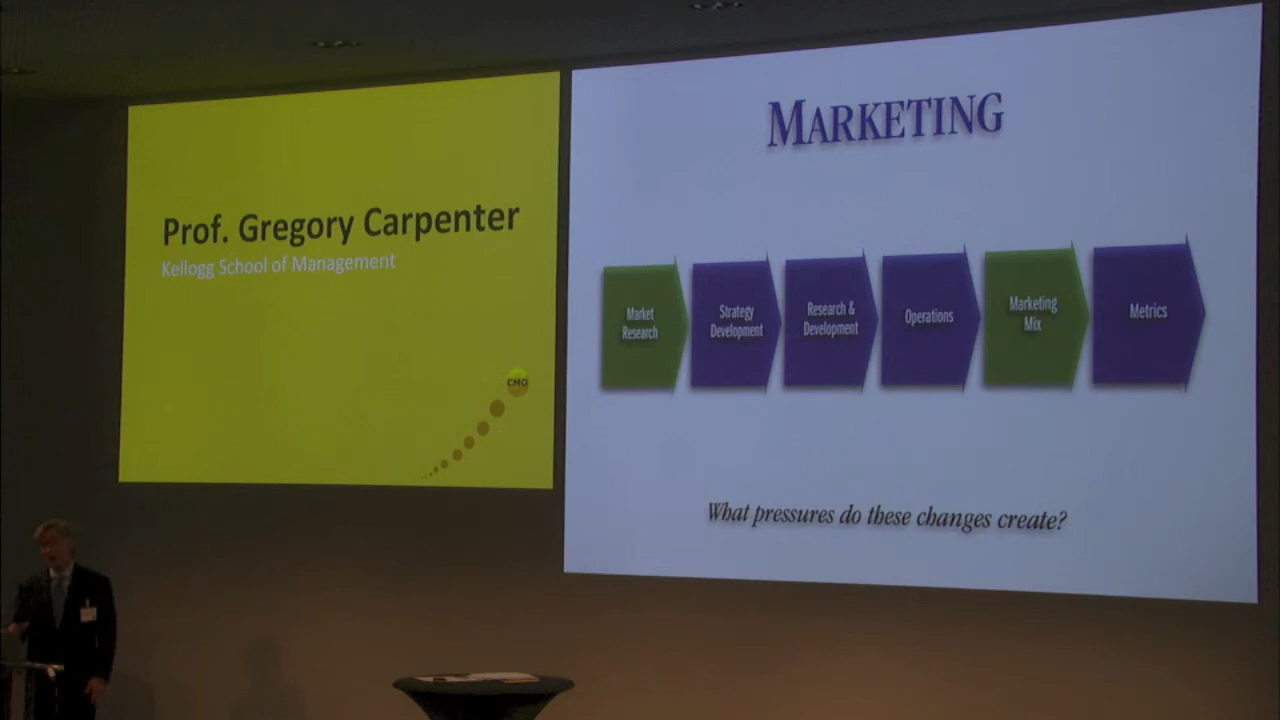 Prof. Gregory Carpenter
Kellogg School of Management
CMO
MARKETING
Market
Research
Strategy
Development
Research &
Development
Operations
Marketing
Mix
Metrics
What pressures do these changes create?